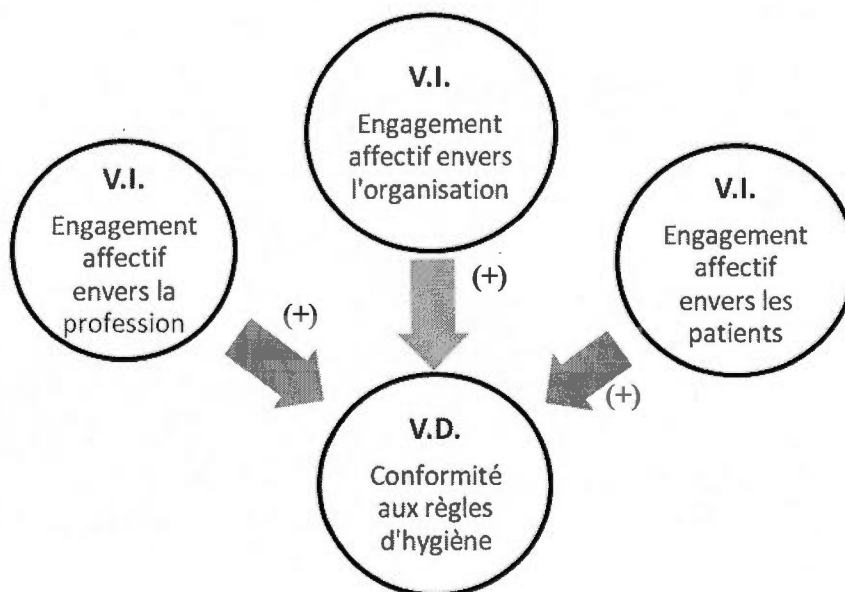 V.I.
Engagement
affectif envers
l'organisation
V.I.
Engagement
affectif
envers la
profession
V.I.
Engagement
affectif
envers les
patients
(+)
(+)
(+)
V.D.
Conformité
aux règles
d'hygiène